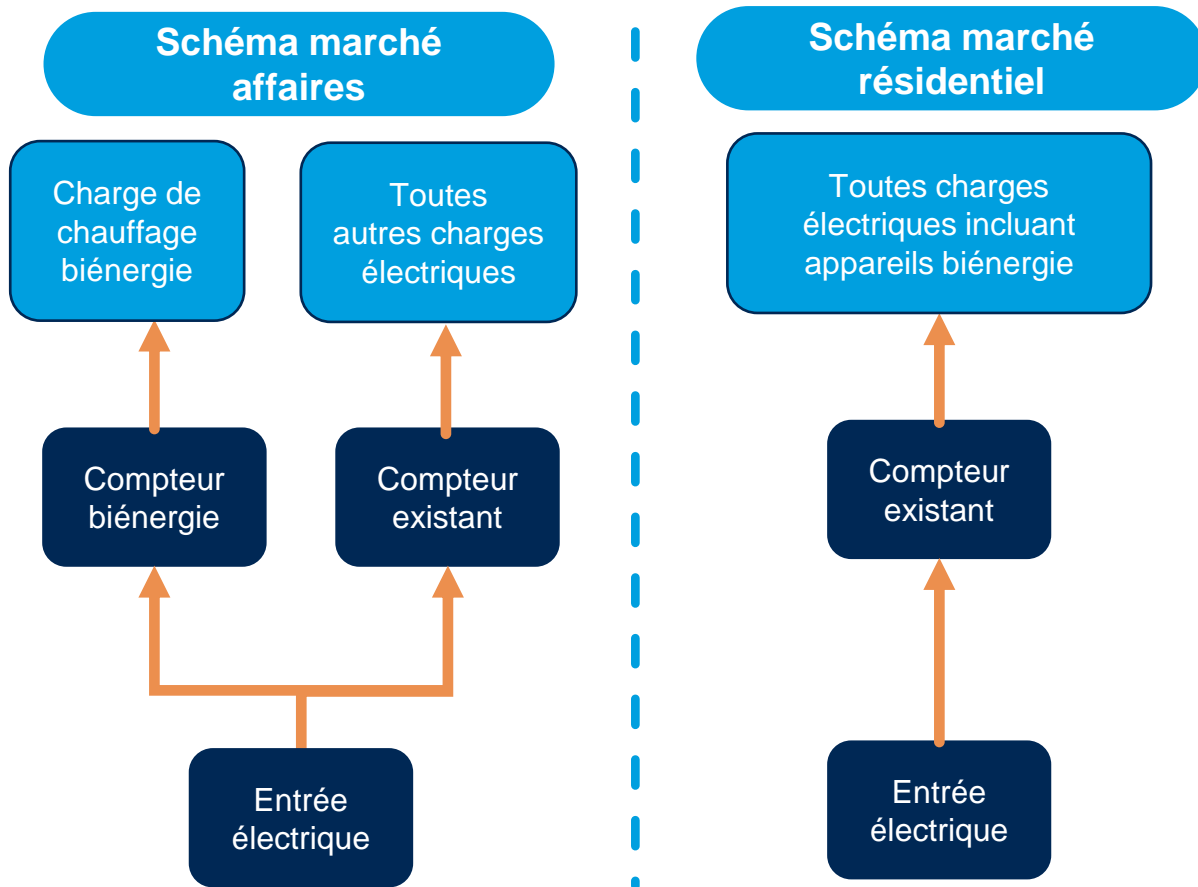 Schéma marché
affaires
Charge de
chauffage
biénergie
Toutes
autres charges
électriques
Compteur
biénergie
Compteur
existant
Entrée
électrique
Schéma marché
résidentiel
Toutes charges
électriques incluant
appareils biénergie
Compteur
existant
Entrée
électrique